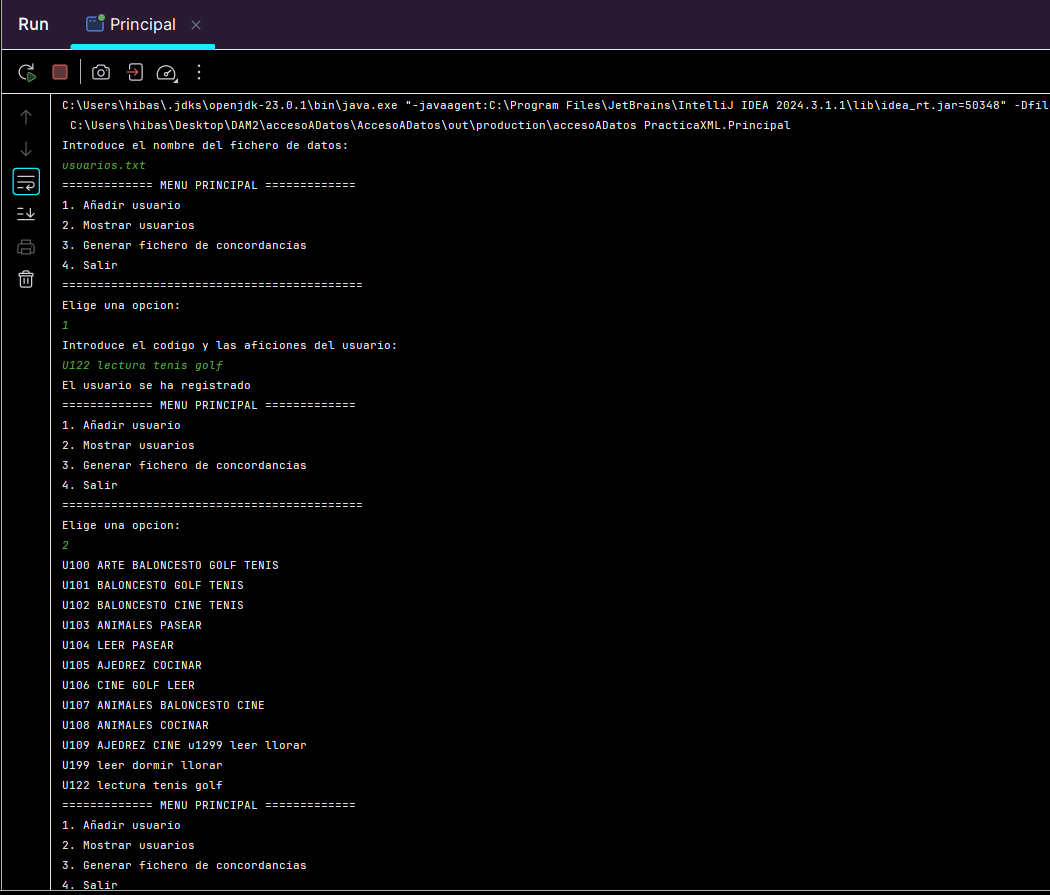 Run Principal
C:\Users\hibas\.jdks\openjdk-23.0.1\bin\java.exe "-javaagent:C:\Program Files\JetBrains\IntelliJ IDEA 2024.3.1.1\lib\idea_rt.jar=50348" -Dfil
C:\Users\hibas\Desktop\DAM2\accesoADatos\AccesoADatos\out\production\accesoADatos PracticaXML.Principal
Introduce el nombre del fichero de datos:
usuarios.txt
============= MENU PRINCIPAL =============
1. Añadir usuario
2. Mostrar usuarios
3. Generar fichero de concordancias
4. Salir
===========================================
Elige una opcion:
1
Introduce el codigo y las aficiones del usuario:
U122 lectura tenis golf
El usuario se ha registrado
============= MENU PRINCIPAL =============
1. Añadir usuario
2. Mostrar usuarios
3. Generar fichero de concordancias
4. Salir
===========================================
Elige una opcion:
2
U100 ARTE BALONCESTO GOLF TENIS
U101 BALONCESTO GOLF TENIS
U102 BALONCESTO CINE TENIS
U103 ANIMALES PASEAR
U104 LEER PASEAR
U105 AJEDREZ COCINAR
U106 CINE GOLF LEER
U107 ANIMALES BALONCESTO CINE
U108 ANIMALES COCINAR
U109 AJEDREZ CINE u1299 leer llorar
U199 leer dormir llorar
U122 lectura tenis golf
============= MENU PRINCIPAL =============
1. Añadir usuario
2. Mostrar usuarios
3. Generar fichero de concordancias
4. Salir